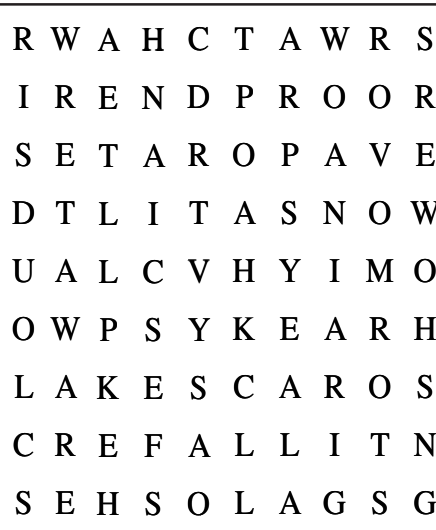 R W A H C T A W R S
I R E N D P R O O R
S E T A R O P A V E
D T L I T A S N O W
U A L C V H Y I M O
O W P S Y K E A R H
L A K E S C A R O S
C R E F A L L I T N
S E H S O L A G S G